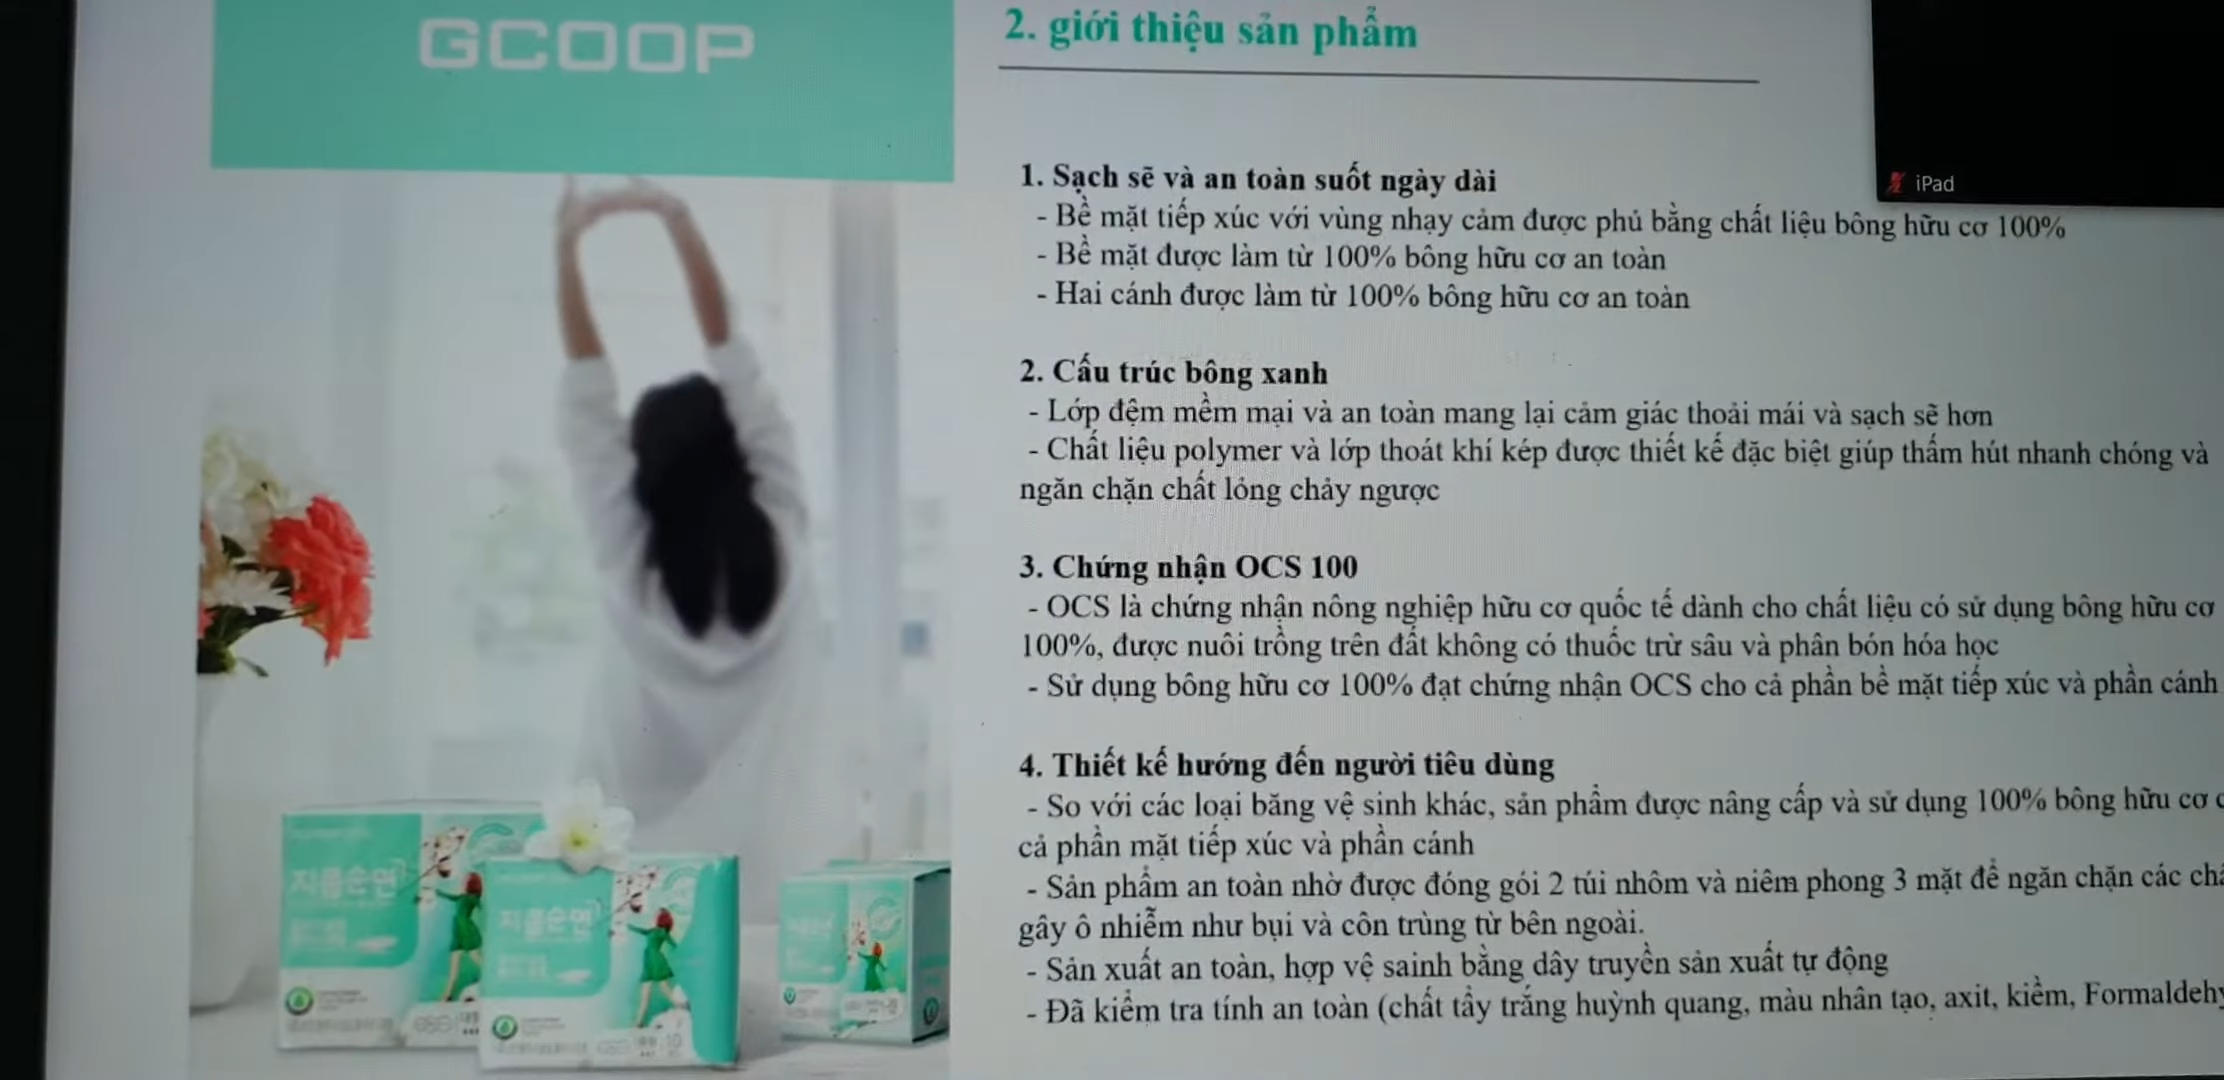 GCOOP
2. giới thiệu sản phẩm
iPad
1. Sạch sẽ và an toàn suốt ngày dài
- Bề mặt tiếp xúc với vùng nhạy cảm được phủ bằng chất liệu bông hữu cơ 100%
- Bề mặt được làm từ 100% bông hữu cơ an toàn
- Hai cánh được làm từ 100% bông hữu cơ an toàn
2. Cấu trúc bông xanh
- Lớp đệm mềm mại và an toàn mang lại cảm giác thoải mái và sạch sẽ hơn
- Chất liệu polymer và lớp thoát khí kép được thiết kế đặc biệt giúp thấm hút nhanh chóng và
ngăn chặn chất lỏng chảy ngược
3. Chứng nhận OCS 100
- OCS là chứng nhận nông nghiệp hữu cơ quốc tế dành cho chất liệu có sử dụng bông hữu cơ
100%, được nuôi trồng trên đất không có thuốc trừ sâu và phân bón hóa học
- Sử dụng bông hữu cơ 100% đạt chứng nhận OCS cho cả phần bề mặt tiếp xúc và phần cánh
4. Thiết kế hướng đến người tiêu dùng
- So với các loại băng vệ sinh khác, sản phẩm được nâng cấp và sử dụng 100% bông hữu cơ
cả phần mặt tiếp xúc và phần cánh
- Sản phẩm an toàn nhờ được đóng gói 2 túi nhôm và niêm phong 3 mặt để ngăn chặn các
gây ô nhiễm như bụi và côn trùng từ bên ngoài.
- Sản xuất an toàn, hợp vệ sainh bằng dây truyền sản xuất tự động
- Đã kiểm tra tính an toàn (chất tẩy trắng huỳnh quang, màu nhân tạo, axit, kiềm, Formaldehy
지쿱순면
지쿱순면